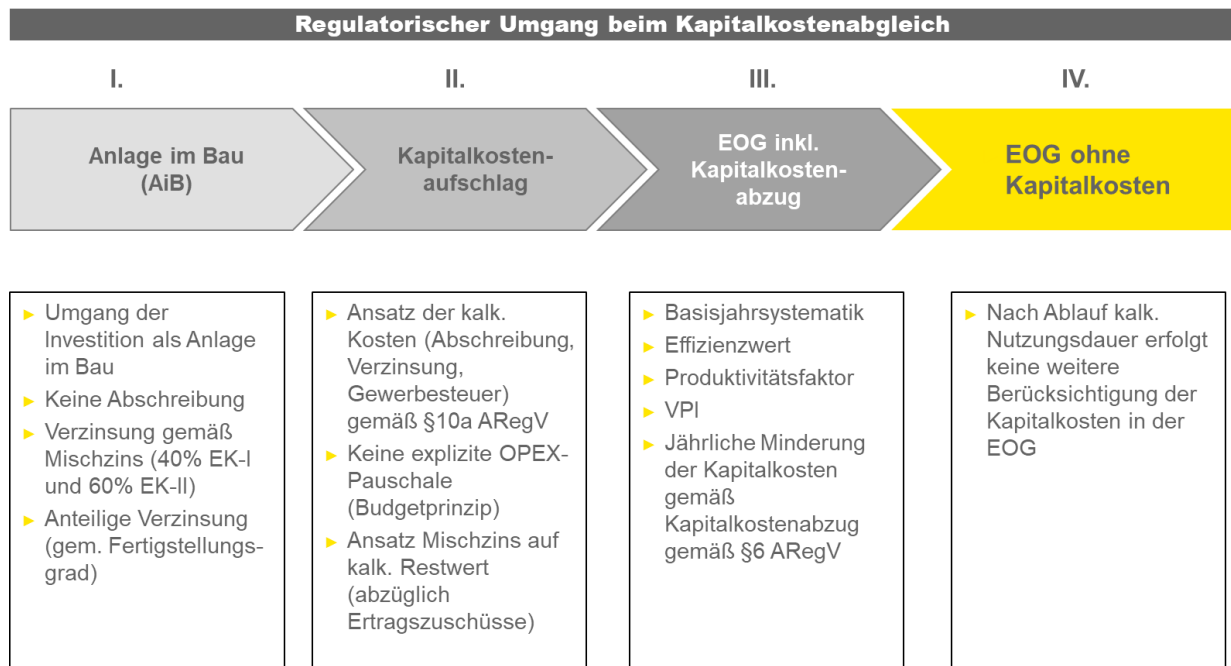 Regulatorischer Umgang beim Kapitalkostenabgleich
I.
II.
III.
IV.
Anlage im Bau
(AiB)
Kapitalkosten-
aufschlag
EOG inkl.
Kapitalkosten-
abzug
EOG ohne
Kapitalkosten
► Umgang der
Investition als Anlage
im Bau
► Keine Abschreibung
► Verzinsung gemäß
Mischzins (40% EK-I
und 60% EK-II)
► Anteilige Verzinsung
(gem. Fertigstellungs-
grad)
► Ansatz der kalk.
Kosten (Abschreibung,
Verzinsung,
Gewerbesteuer)
gemäß §10a ARegV
► Keine explizite OPEX-
Pauschale
(Budgetprinzip)
► Ansatz Mischzins auf
kalk. Restwert
(abzüglich
Ertragszuschüsse)
► Basisjahrsystematik
► Effizienzwert
► Produktivitätsfaktor
► VPI
► Jährliche Minderung
der Kapitalkosten
gemäß
Kapitalkostenabzug
gemäß §6 ARegV
► Nach Ablauf kalk.
Nutzungsdauer erfolgt
keine weitere
Berücksichtigung der
Kapitalkosten in der
EOG